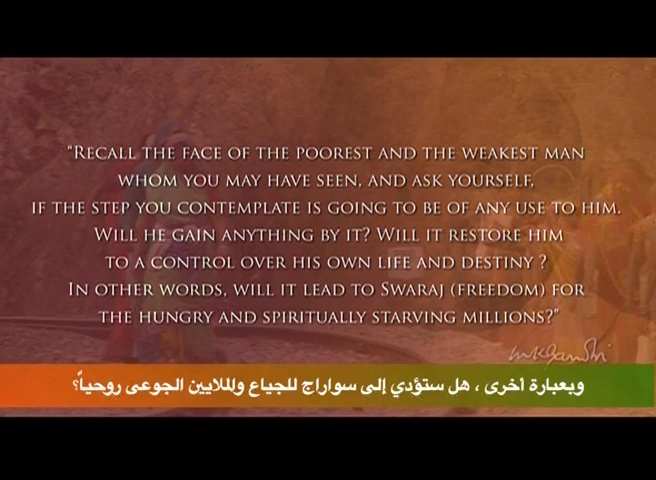 “Recall the face of the poorest and the weakest man
whom you may have seen, and ask yourself,
if the step you contemplate is going to be of any use to him.
Will he gain anything by it? Will it restore him
to a control over his own life and destiny ?
In other words, will it lead to Swaraj (freedom) for
the hungry and spiritually starving millions?”
mkGandhi
وبعبارة أخرى ، هل ستؤدي إلى سواراج للجياع والملايين الجوعى روحياً؟